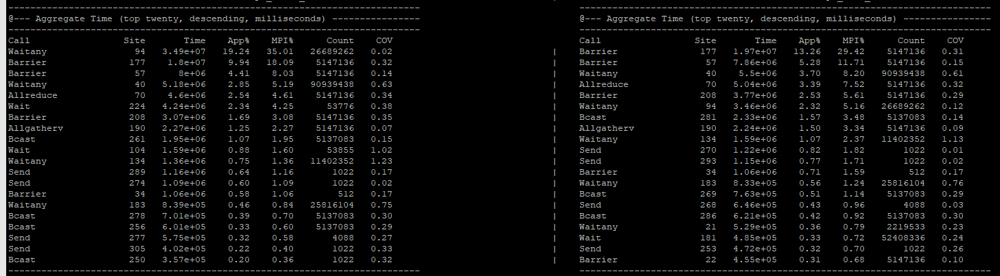 ------------------------------------------------------------------------
@--- Aggregate Time (top twenty, descending, milliseconds) ----------------
---------------------------------------------------------------------------
Call Site Time App% MPI% Count COV
Waitany 94 3.49e+07 19.24 35.01 26689262 0.02
Barrier 177 1.8e+07 9.94 18.09 5147136 0.32
Barrier 57 8e+06 4.41 8.03 5147136 0.14
Waitany 40 5.18e+06 2.85 5.19 90939438 0.63
Allreduce 70 4.6e+06 2.54 4.61 5147136 0.34
Wait 224 4.24e+06 2.34 4.25 53776 0.38
Barrier 208 3.07e+06 1.69 3.08 5147136 0.35
Allgatherv 190 2.27e+06 1.25 2.27 5147136 0.07
Bcast 261 1.95e+06 1.07 1.95 5137083 0.15
Wait 104 1.59e+06 0.88 1.60 53855 1.02
Waitany 134 1.36e+06 0.75 1.36 11402352 1.23
Send 289 1.16e+06 0.64 1.16 1022 0.17
Send 274 1.09e+06 0.60 1.09 1022 0.02
Barrier 34 1.06e+06 0.58 1.06 512 0.17
Waitany 183 8.39e+05 0.46 0.84 25816104 0.75
Bcast 278 7.01e+05 0.39 0.70 5137083 0.30
Bcast 256 6.01e+05 0.33 0.60 5137083 0.29
Send 277 5.75e+05 0.32 0.58 4088 0.27
Send 305 4.02e+05 0.22 0.40 1022 0.33
Bcast 250 3.57e+05 0.20 0.36 1022 0.32
---------------------------------------------------------------------------
|
---------------------------------------------------------------------------
@--- Aggregate Time (top twenty, descending, milliseconds) ----------------
---------------------------------------------------------------------------
Call Site Time App% MPI% Count COV
| Barrier 177 1.97e+07 13.26 29.42 5147136 0.31
| Barrier 57 7.86e+06 5.28 11.71 5147136 0.15
| Waitany 40 5.5e+06 3.70 8.20 90939438 0.61
| Allreduce 70 5.04e+06 3.39 7.52 5147136 0.32
| Barrier 208 3.77e+06 2.53 5.61 5147136 0.29
| Waitany 94 3.46e+06 2.32 5.16 26689262 0.12
| Bcast 281 2.33e+06 1.57 3.48 5137083 0.14
| Allgatherv 190 2.24e+06 1.50 3.34 5147136 0.09
| Waitany 134 1.59e+06 1.07 2.37 11402352 1.13
| Send 270 1.22e+06 0.82 1.82 1022 0.01
| Send 293 1.15e+06 0.77 1.71 1022 0.02
| Barrier 34 1.06e+06 0.71 1.59 512 0.17
| Waitany 183 8.33e+05 0.56 1.24 25816104 0.76
| Bcast 269 7.63e+05 0.51 1.14 5137083 0.29
| Send 268 6.46e+05 0.43 0.96 4088 0.03
| Bcast 286 6.21e+05 0.42 0.92 5137083 0.30
| Waitany 21 5.29e+05 0.36 0.79 2219533 0.23
| Wait 181 4.85e+05 0.33 0.72 52408336 0.24
| Send 253 4.72e+05 0.32 0.70 1022 0.26
| Barrier 22 4.55e+05 0.31 0.68 5147136 0.10
---------------------------------------------------------------------------